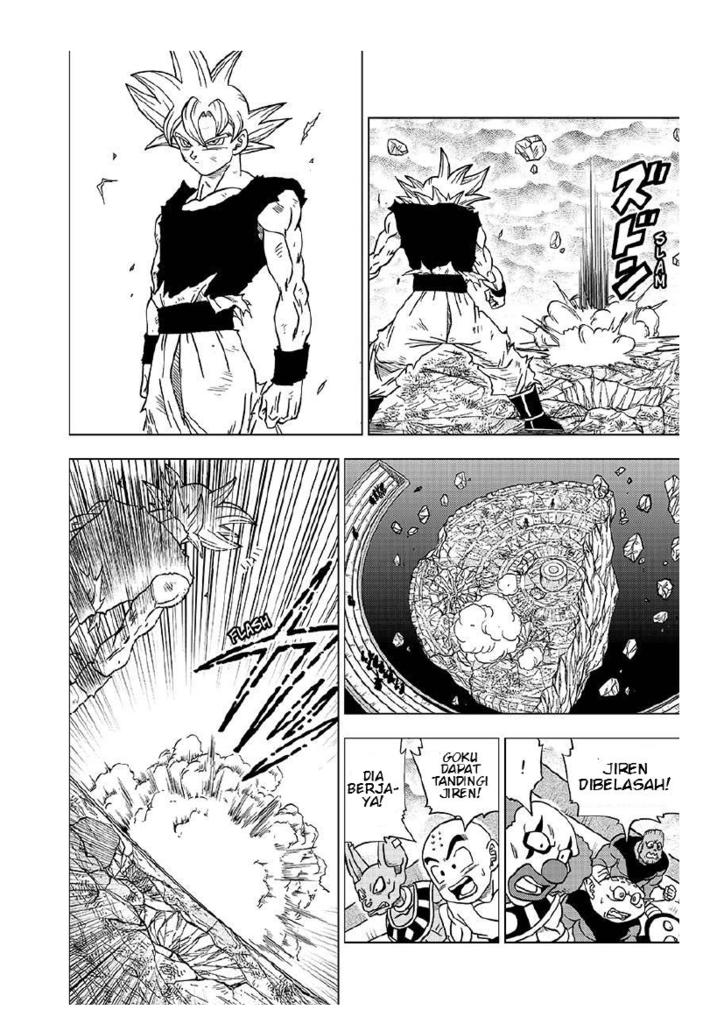 ズドン
SLAM
FLASH
JIREN
DIBELASAH!
!
GOKU
DAPAT
TANDINGI
JIREN!
DIA
BERJA-
YA!